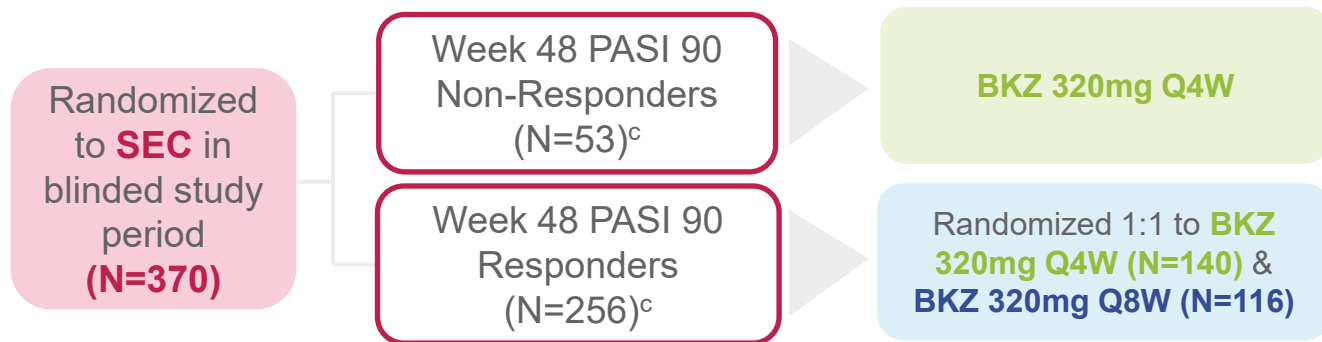 Randomized
to SEC in
blinded study
period
(N=370)
Week 48 PASI 90
Non-Responders
(N=53)ᶜ
BKZ 320mg Q4W
Week 48 PASI 90
Responders
(N=256)ᶜ
Randomized 1:1 to BKZ
320mg Q4W (N=140) &
BKZ 320mg Q8W (N=116)